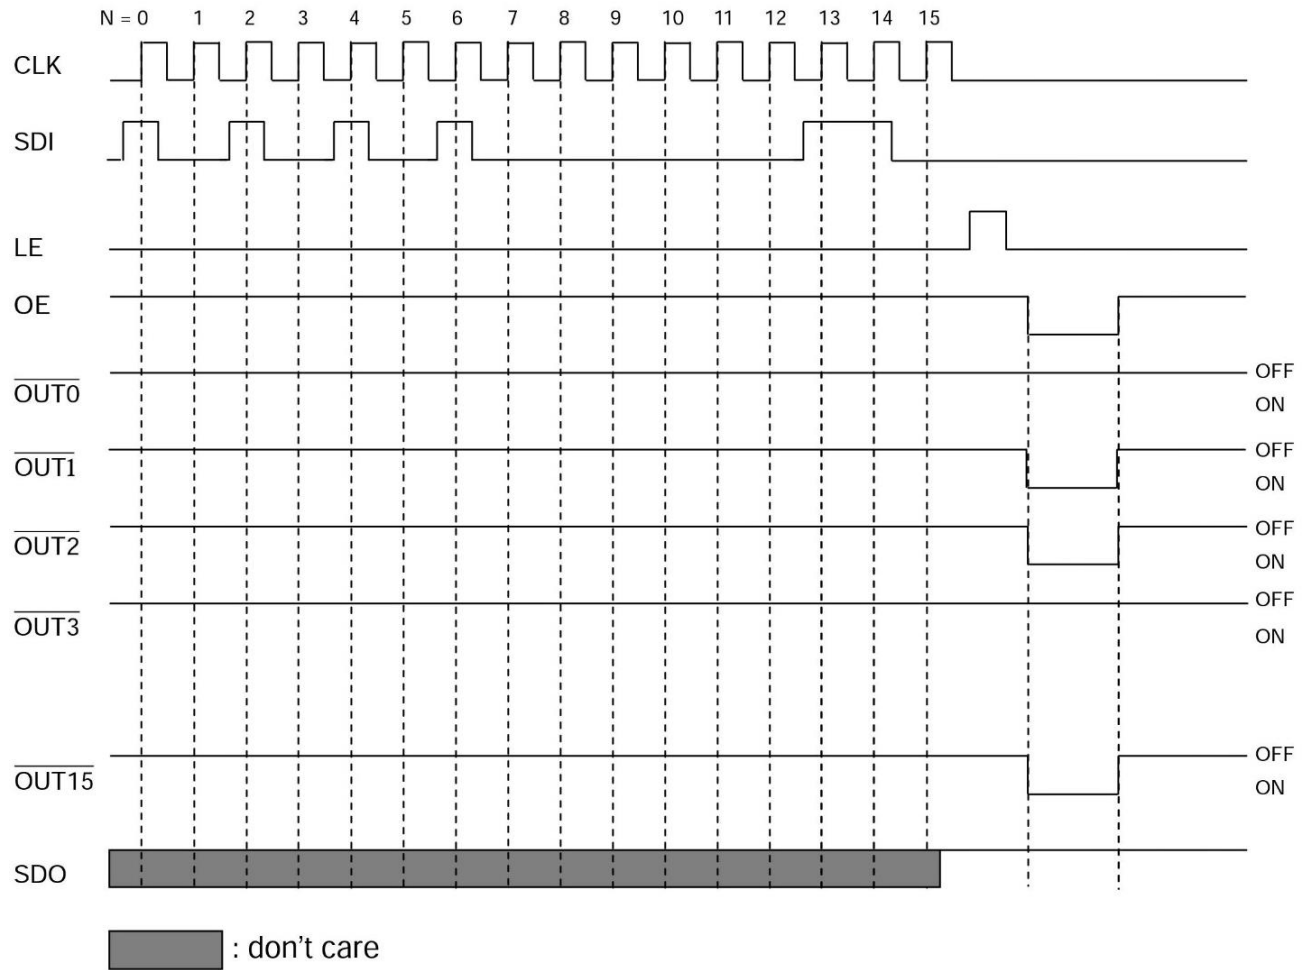 N = 0 1 2 3 4 5 6 7 8 9 10 11 12 13 14 15
CLK
SDI
LE
OE
OUT0
OFF
ON
OUT1
OFF
ON
OUT2
OFF
ON
OUT3
OFF
ON
OUT15
OFF
ON
SDO
: don't care